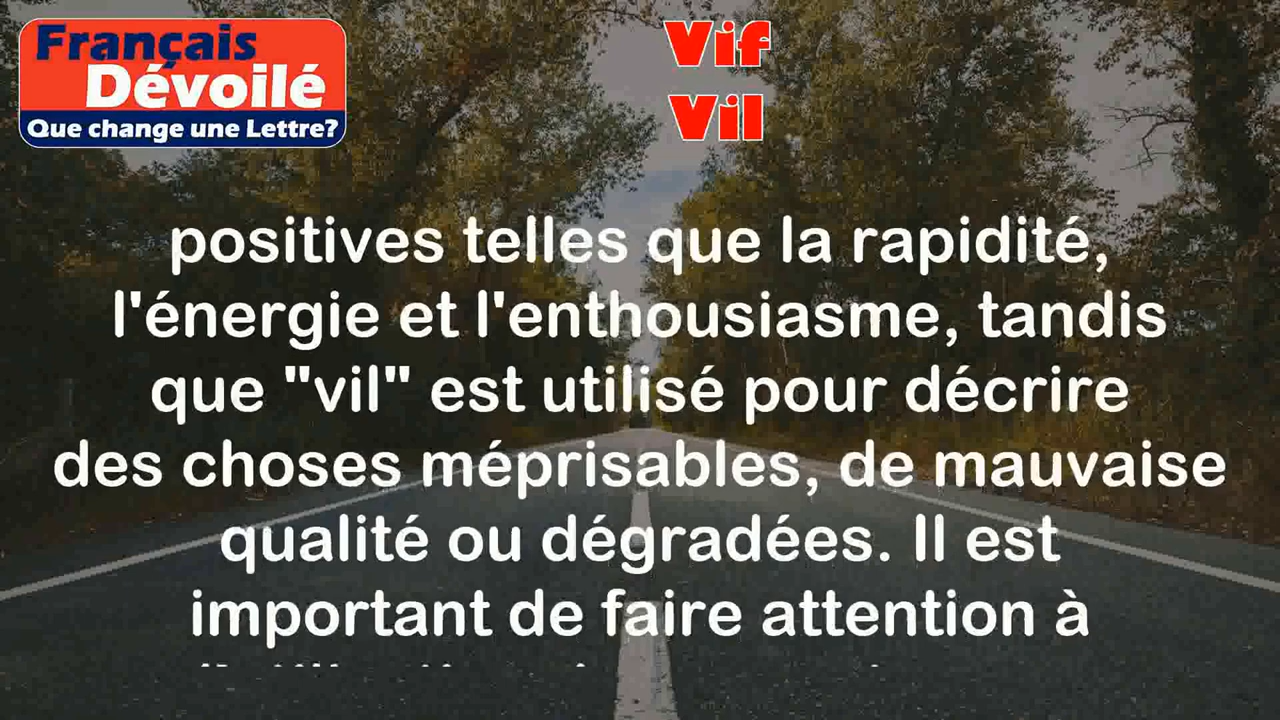 Français
Dévoilé
Que change une Lettre?
Vif
Vil
positives telles que la rapidité,
l'énergie et l'enthousiasme, tandis
que "vil" est utilisé pour décrire
des choses méprisables, de mauvaise
qualité ou dégradées. Il est
important de faire attention à